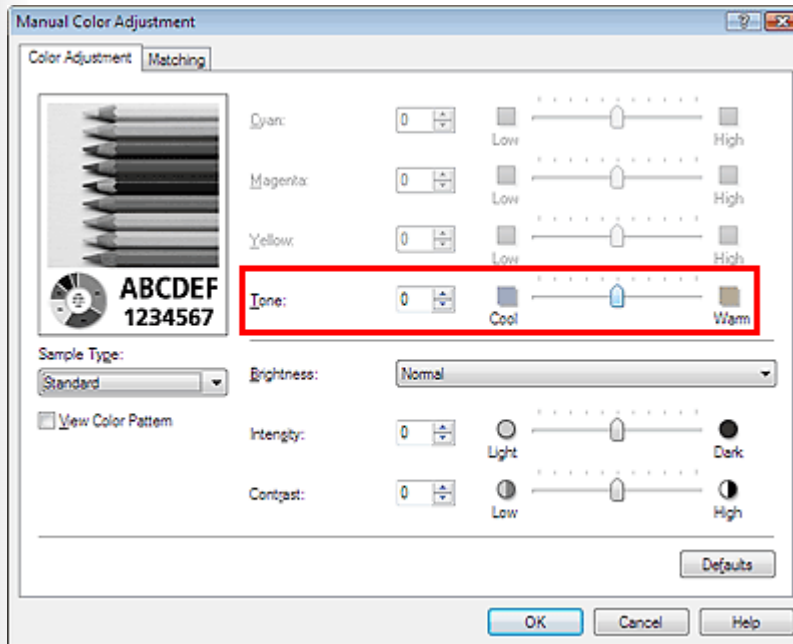 Manual Color Adjustment
Color Adjustment Matching
Cyan: 0 Low High
Magenta: 0 Low High
Yellow: 0 Low High
Tone: 0 Cool Warm
ABCDEF
1234567
Sample Type:
Standard
View Color Pattern
Brightness: Normal
Intensity: 0 Light Dark
Contrast: 0 Low High
Defaults
OK Cancel Help